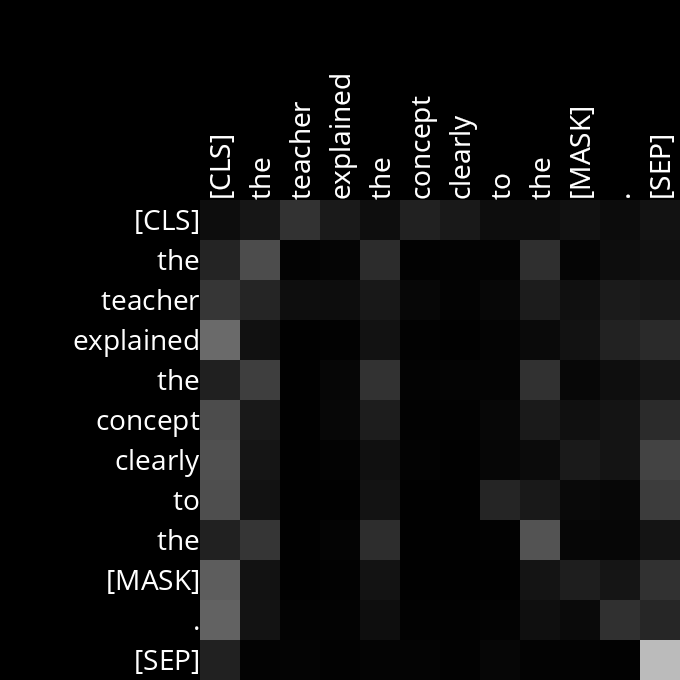 [CLS] the teacher explained the concept clearly to the [MASK] . [SEP]
[CLS]
the
teacher
explained
the
concept
clearly
to
the
[MASK]
.
[SEP]